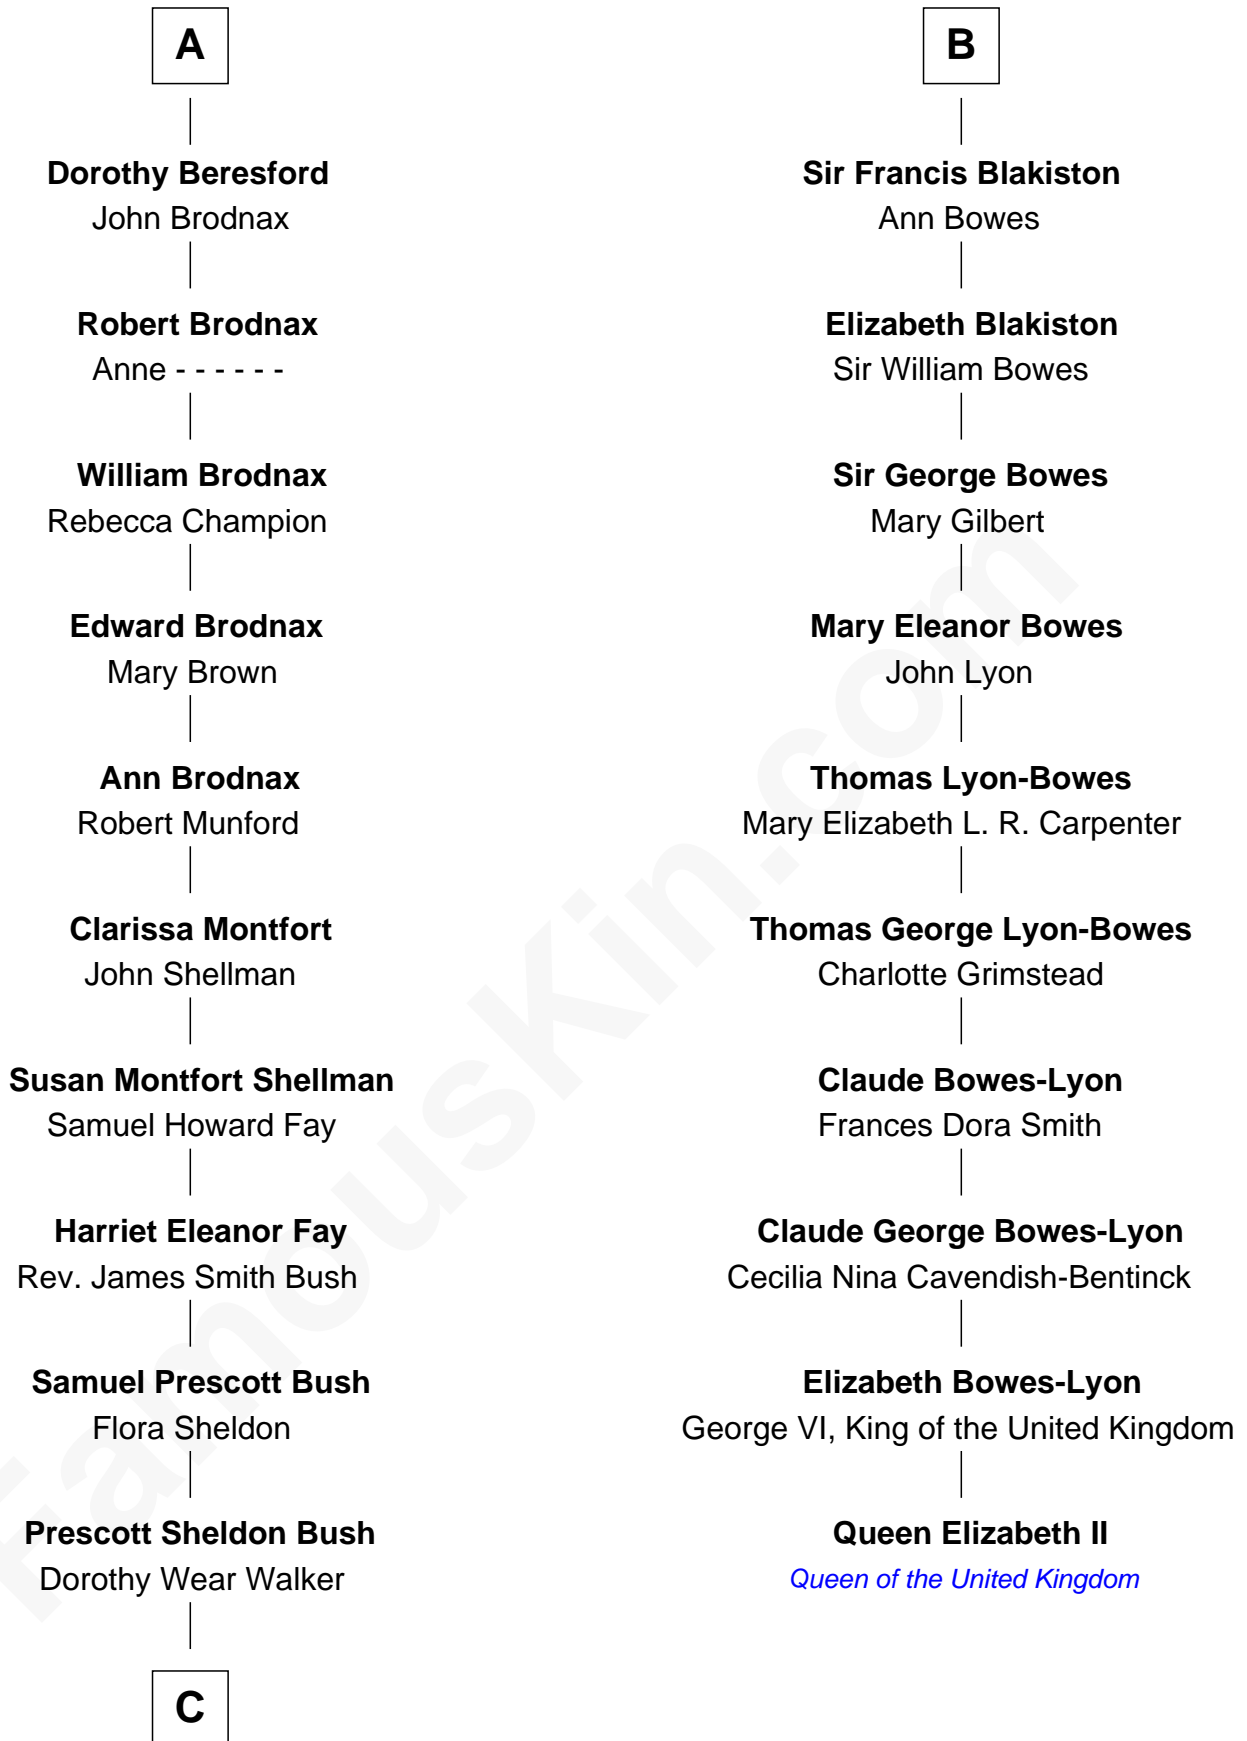 A
Dorothy Beresford
John Brodnax
Robert Brodnax
Anne - - - - - -
William Brodnax
Rebecca Champion
Edward Brodnax
Mary Brown
Ann Brodnax
Robert Munford
Clarissa Montfort
John Shellman
Susan Montfort Shellman
Samuel Howard Fay
Harriet Eleanor Fay
Rev. James Smith Bush
Samuel Prescott Bush
Flora Sheldon
Prescott Sheldon Bush
Dorothy Wear Walker
C
B
Sir Francis Blakiston
Ann Bowes
Elizabeth Blakiston
Sir William Bowes
Sir George Bowes
Mary Gilbert
Mary Eleanor Bowes
John Lyon
Thomas Lyon-Bowes
Mary Elizabeth L. R. Carpenter
Thomas George Lyon-Bowes
Charlotte Grimstead
Claude Bowes-Lyon
Frances Dora Smith
Claude George Bowes-Lyon
Cecilia Nina Cavendish-Bentinck
Elizabeth Bowes-Lyon
George VI, King of the United Kingdom
Queen Elizabeth II
Queen of the United Kingdom
FamousKin.com